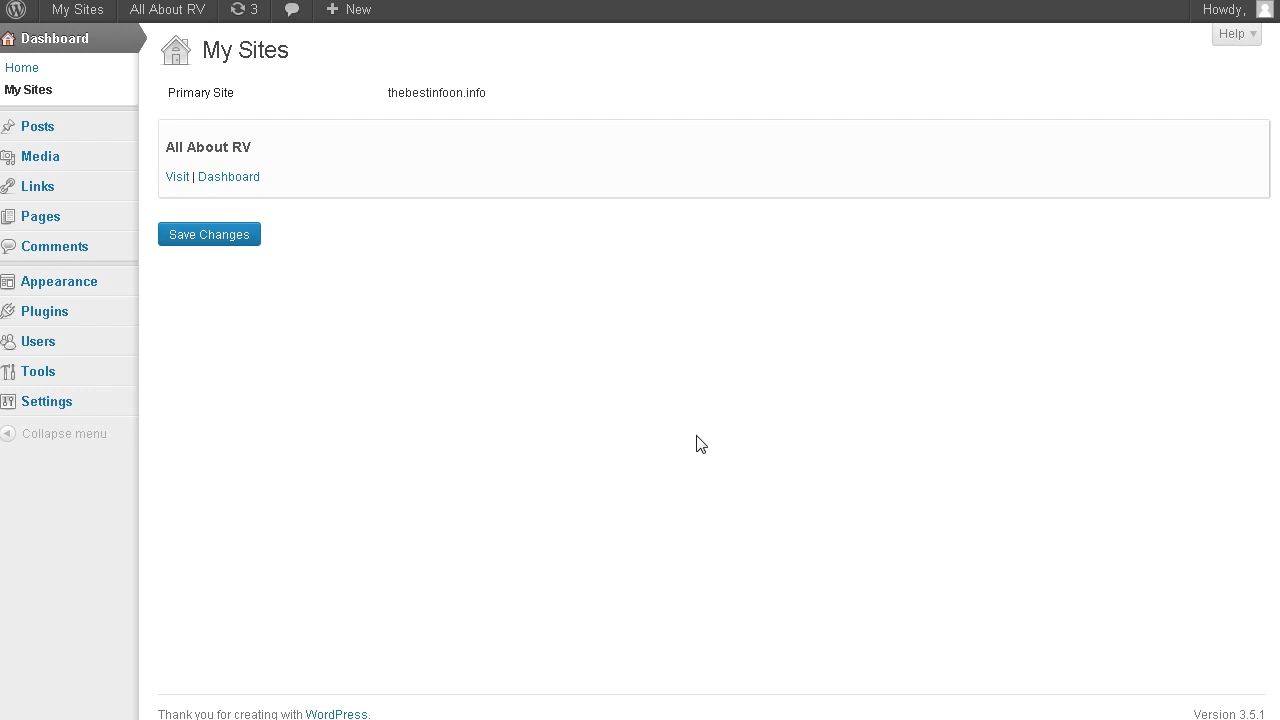 My Sites All About RV 3 New Howdy,
Dashboard
Home
My Sites
Posts
Media
Links
Pages
Comments
Appearance
Plugins
Users
Tools
Settings
Collapse menu
Help
My Sites
Primary Site thebestinfoon.info
All About RV
Visit | Dashboard
Save Changes
Thank you for creating with WordPress.
Version 3.5.1